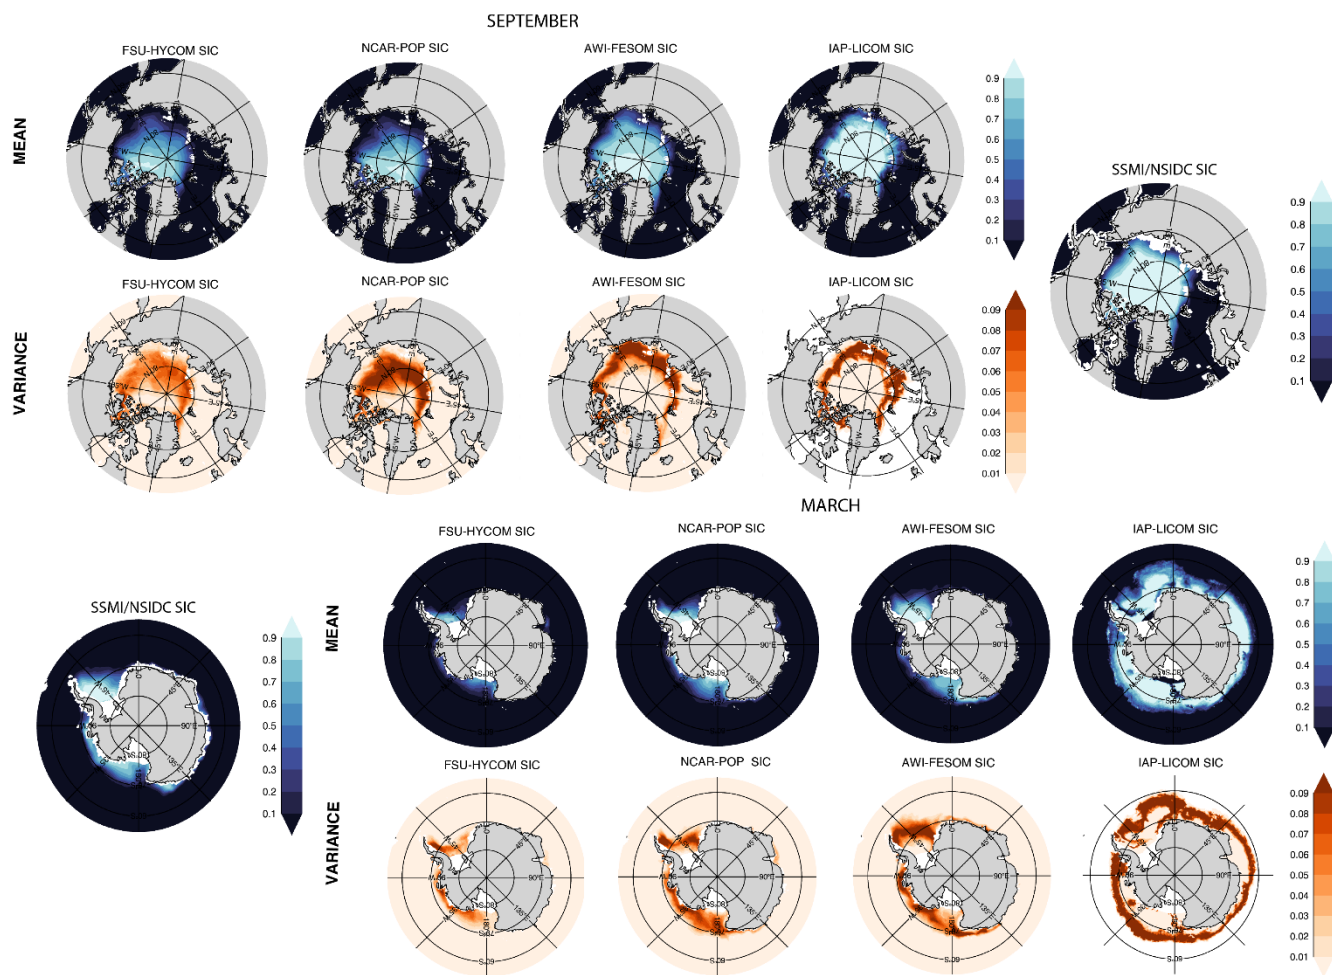 SEPTEMBER
FSU-HYCOM SIC
NCAR-POP SIC
AWI-FESOM SIC
IAP-LICOM SIC
MEAN
0.9
0.8
0.7
0.6
0.5
0.4
0.3
0.2
0.1
SSMI/NSIDC SIC
0.9
0.8
0.7
0.6
0.5
0.4
0.3
0.2
0.1
FSU-HYCOM SIC
NCAR-POP SIC
AWI-FESOM SIC
IAP-LICOM SIC
VARIANCE
0.09
0.08
0.07
0.06
0.05
0.04
0.03
0.02
0.01
MARCH
FSU-HYCOM SIC
NCAR-POP SIC
AWI-FESOM SIC
IAP-LICOM SIC
MEAN
0.9
0.8
0.7
0.6
0.5
0.4
0.3
0.2
0.1
SSMI/NSIDC SIC
0.9
0.8
0.7
0.6
0.5
0.4
0.3
0.2
0.1
90°E
135°E
FSU-HYCOM SIC
NCAR-POP SIC
AWI-FESOM SIC
IAP-LICOM SIC
VARIANCE
0.09
0.08
0.07
0.06
0.05
0.04
0.03
0.02
0.01